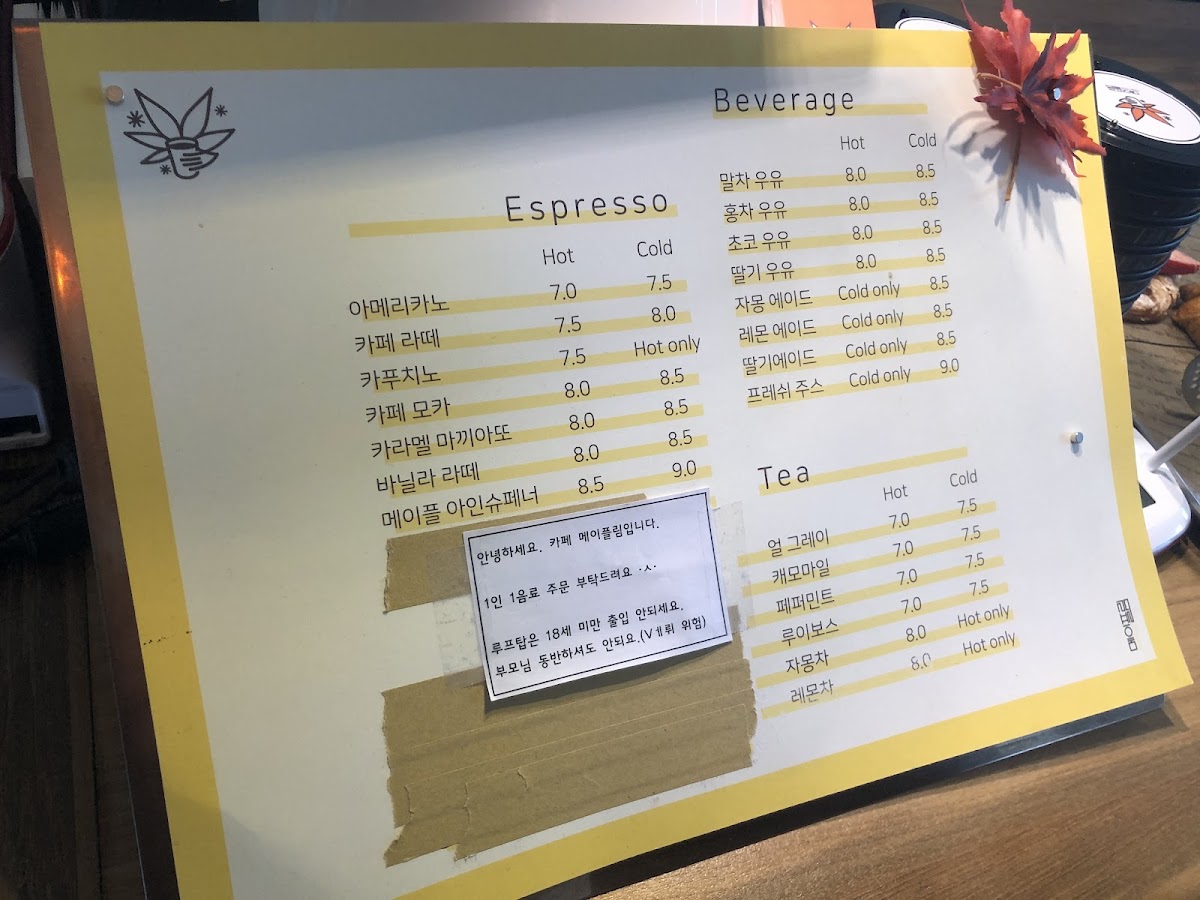 Espresso
Hot Cold
아메리카노 7.0 7.5
카페 라떼 7.5 8.0
카푸치노 7.5 Hot only
카페 모카 8.0 8.5
카라멜 마끼아또 8.0 8.5
바닐라 라떼 8.0 8.5
메이플 아인슈페너 8.5 9.0
안녕하세요. 카페 메이플림입니다.
1인 1음료 주문 부탁드려요 ·ㅅ·
루프탑은 18세 미만 출입 안되세요.
부모님 동반하셔도 안되요.(V ㅔ뤼 위험)
Beverage
Hot Cold
말차 우유 8.0 8.5
홍차 우유 8.0 8.5
초코 우유 8.0 8.5
딸기 우유 8.0 8.5
자몽 에이드 Cold only 8.5
레몬 에이드 Cold only 8.5
딸기에이드 Cold only 8.5
프레쉬 주스 Cold only 9.0
Tea
Hot Cold
얼 그레이 7.0 7.5
캐모마일 7.0 7.5
페퍼민트 7.0 7.5
루이보스 7.0 7.5
자몽차 8.0 Hot only
레몬차 8.0 Hot only